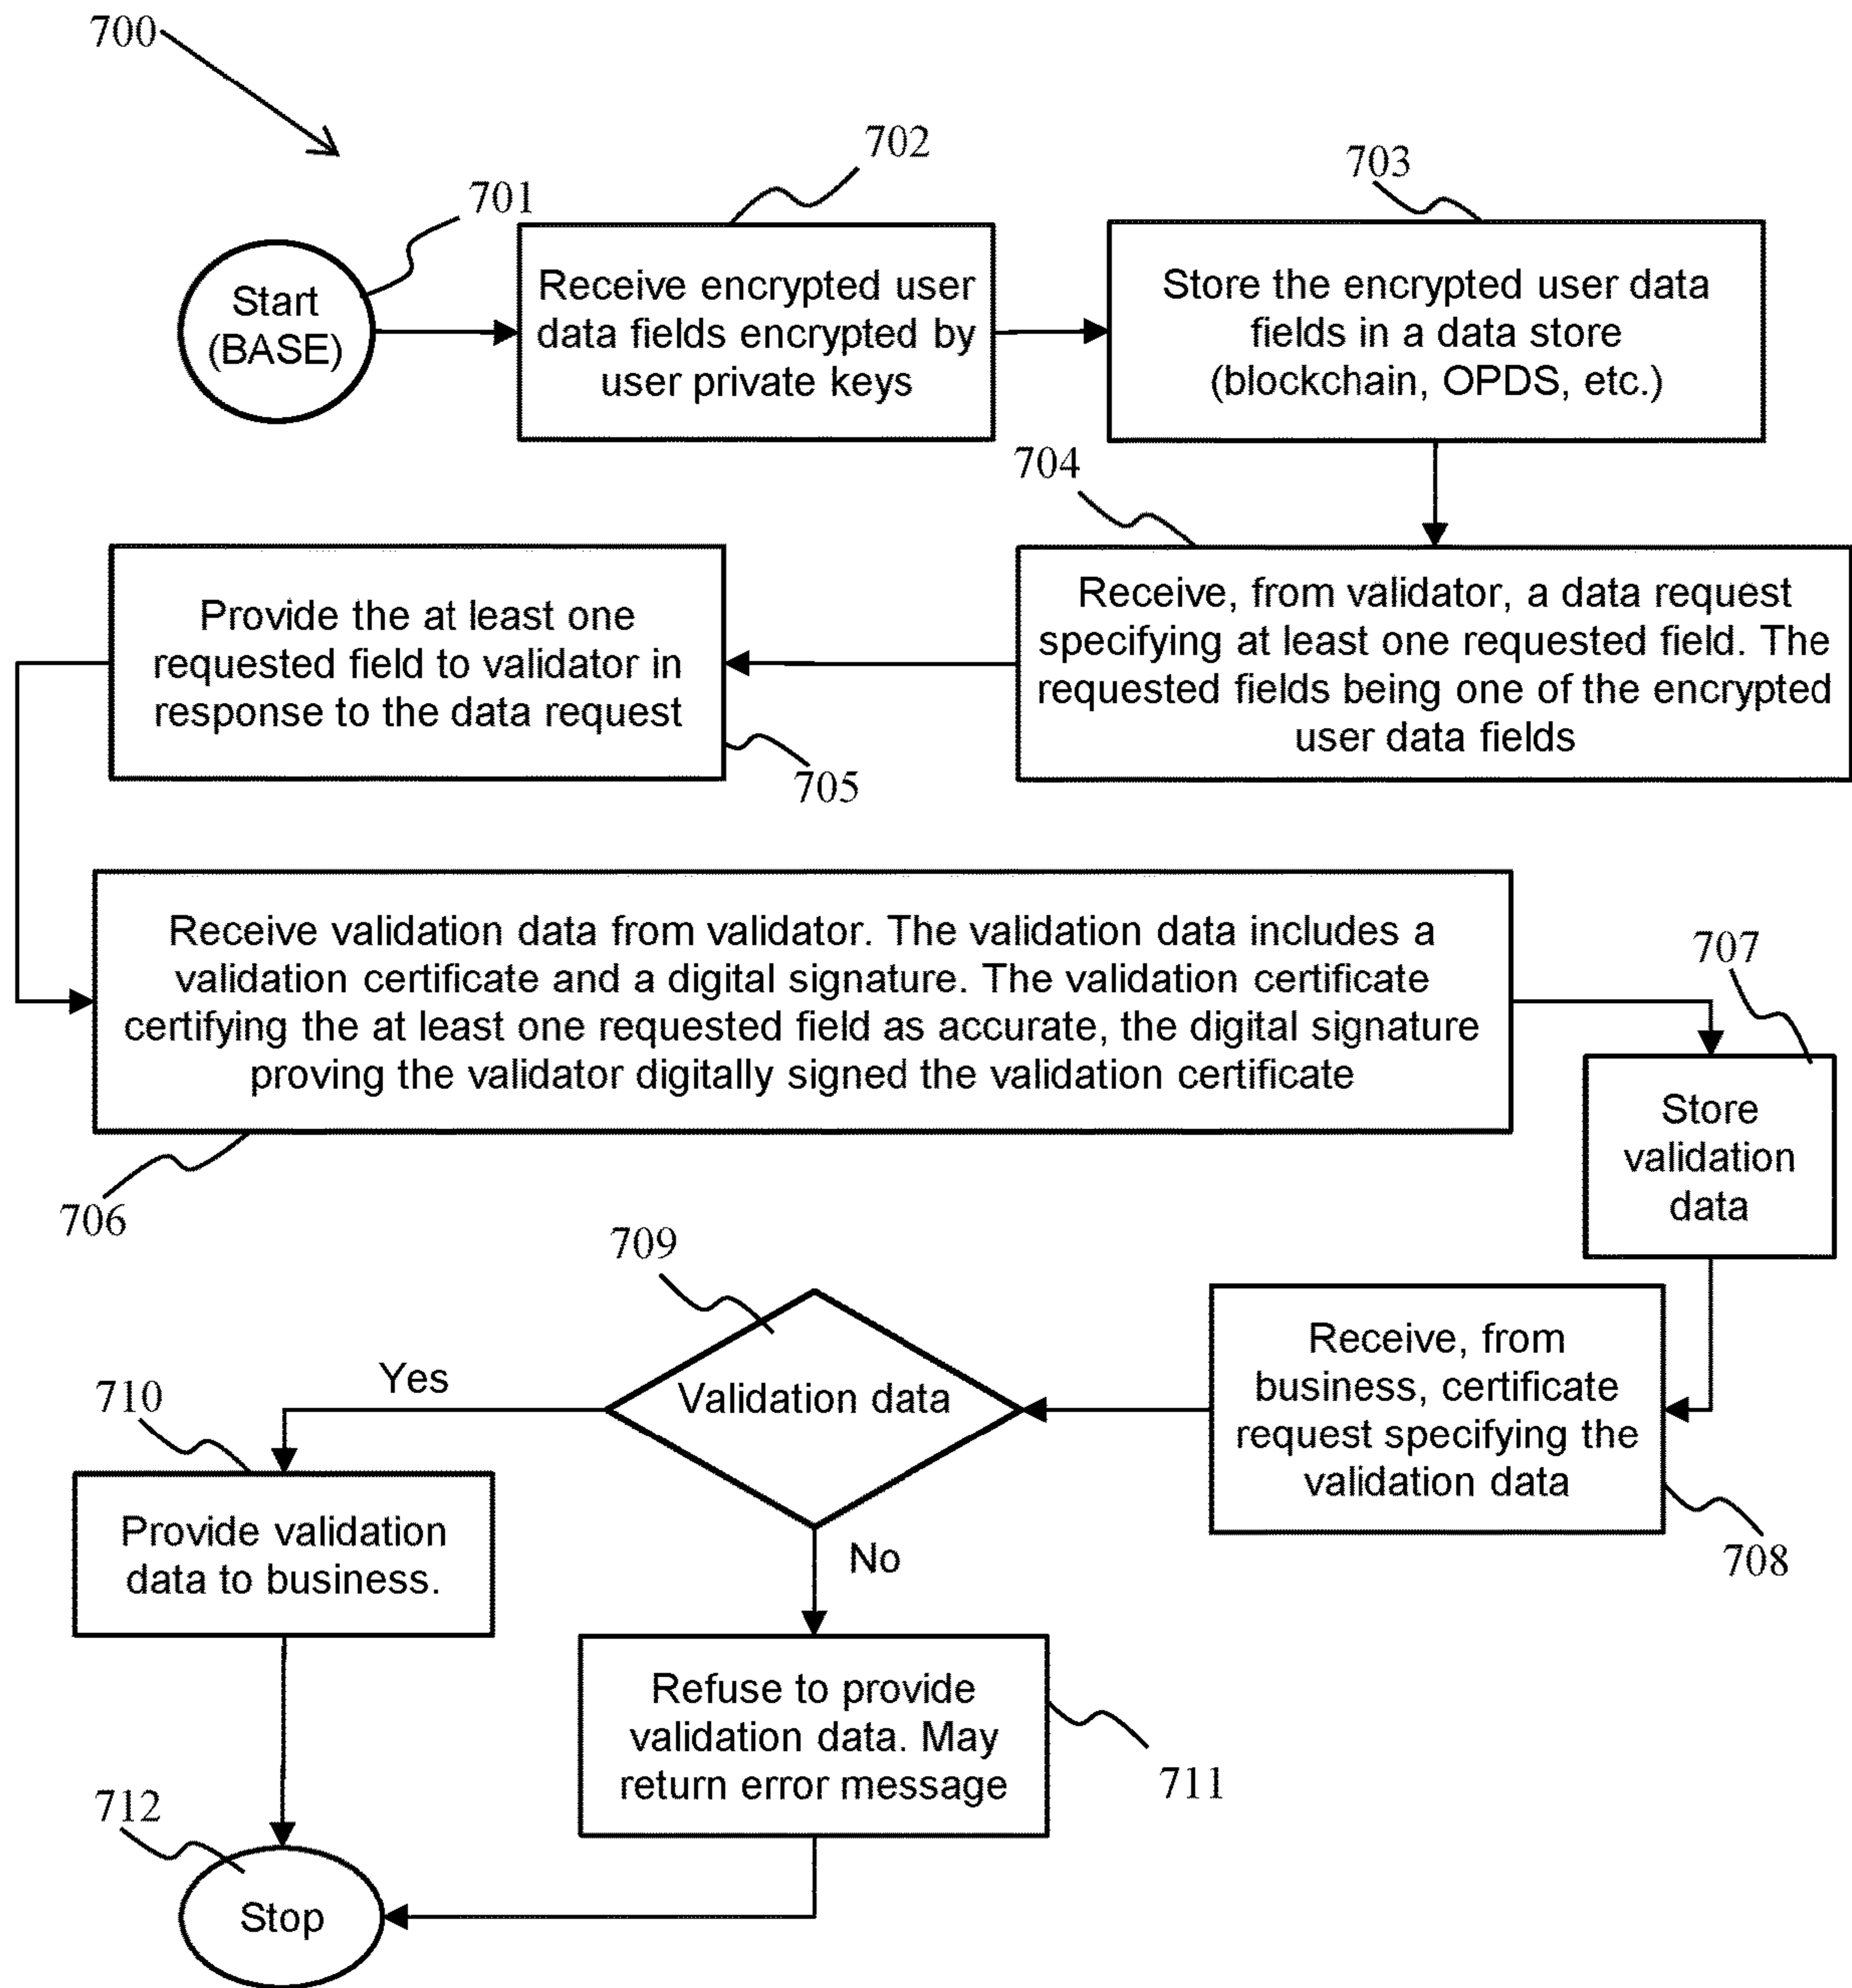 700
701
Start
(BASE)
702
Receive encrypted user
data fields encrypted by
user private keys
703
Store the encrypted user data
fields in a data store
(blockchain, OPDS, etc.)
704
Receive, from validator, a data request
specifying at least one requested field. The
requested fields being one of the encrypted
user data fields
Provide the at least one
requested field to validator in
response to the data request
705
Receive validation data from validator. The validation data includes a
validation certificate and a digital signature. The validation certificate
certifying the at least one requested field as accurate, the digital signature
proving the validator digitally signed the validation certificate
706
707
Store
validation
data
Receive, from
business, certificate
request specifying the
validation data
708
709
Validation data
Yes
No
710
Provide validation
data to business.
Refuse to provide
validation data. May
return error message
711
712
Stop